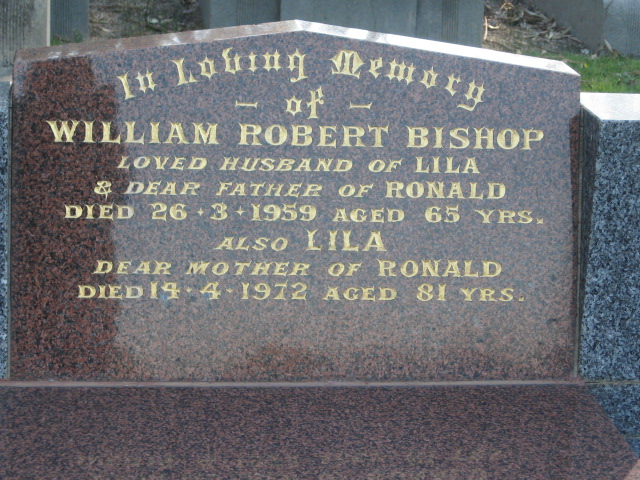 In Loving Memory
– of –
WILLIAM ROBERT BISHOP
LOVED HUSBAND OF LILA
& DEAR FATHER OF RONALD
DIED 26·3·1959 AGED 65 YRS.
ALSO LILA
DEAR MOTHER OF RONALD
DIED 14·4·1972 AGED 81 YRS.